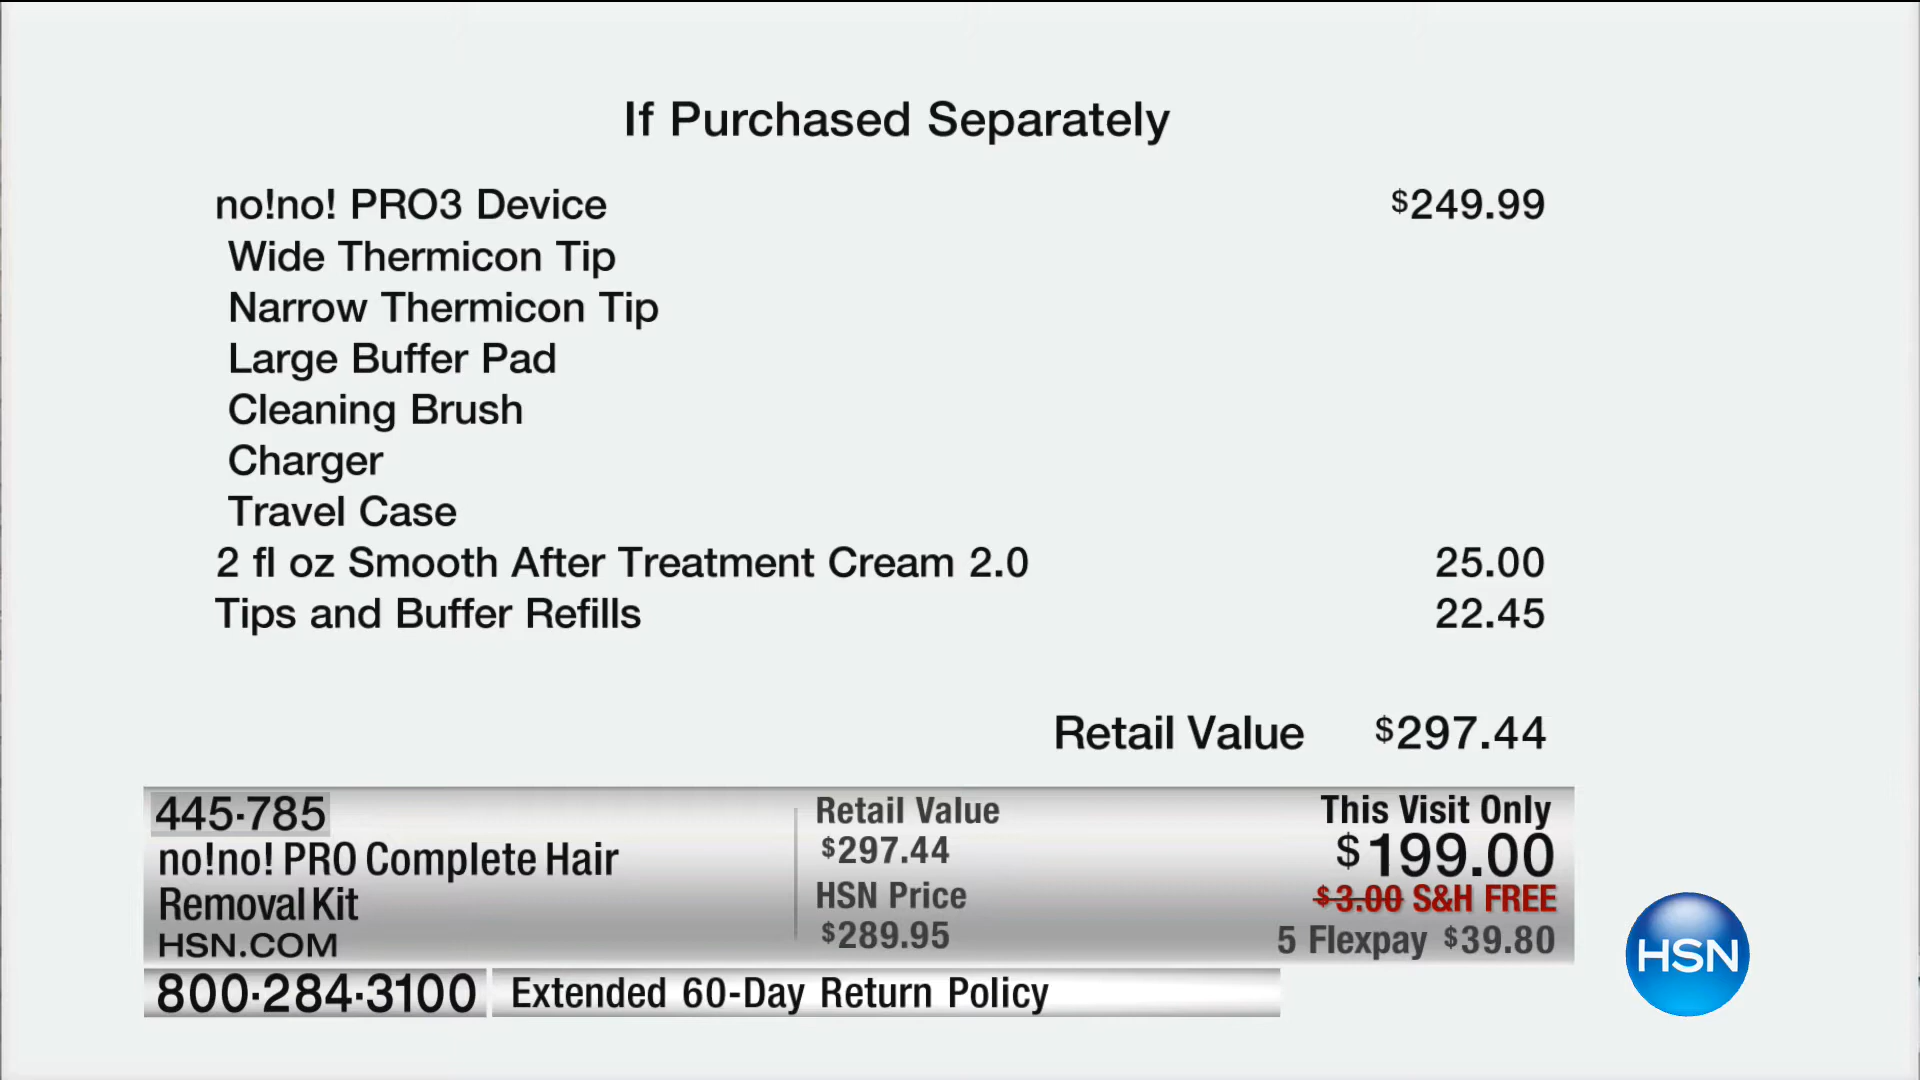 If Purchased Separately
no!no! PRO3 Device $249.99
Wide Thermicon Tip
Narrow Thermicon Tip
Large Buffer Pad
Cleaning Brush
Charger
Travel Case
2 fl oz Smooth After Treatment Cream 2.0 25.00
Tips and Buffer Refills 22.45
Retail Value $297.44
445·785
no!no! PRO Complete Hair
Removal Kit
HSN.COM
Retail Value
$297.44
HSN Price
$289.95
This Visit Only
$199.00
$3.00 S&H FREE
5 Flexpay $39.80
800·284·3100
Extended 60-Day Return Policy
HSN